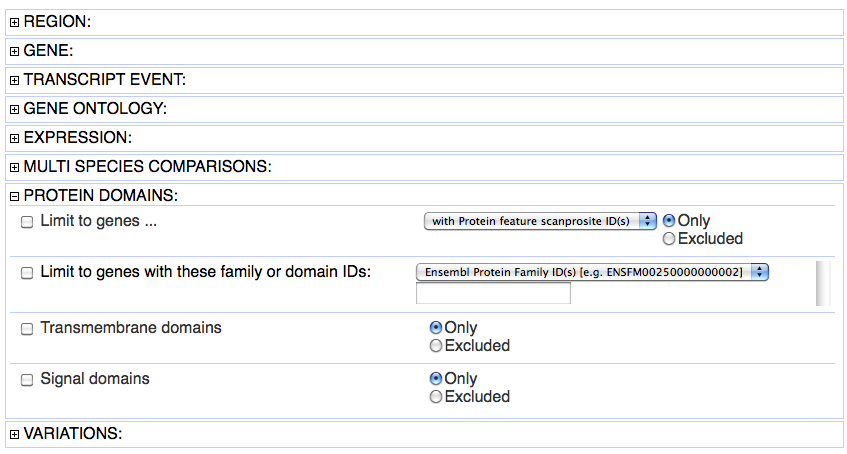 REGION:
GENE:
TRANSCRIPT EVENT:
GENE ONTOLOGY:
EXPRESSION:
MULTI SPECIES COMPARISONS:
PROTEIN DOMAINS:
Limit to genes ... with Protein feature scanprosite ID(s) Only
Excluded
Limit to genes with these family or domain IDs: Ensembl Protein Family ID(s) [e.g. ENSFM00250000000002]
Transmembrane domains Only
Excluded
Signal domains Only
Excluded
VARIATIONS: